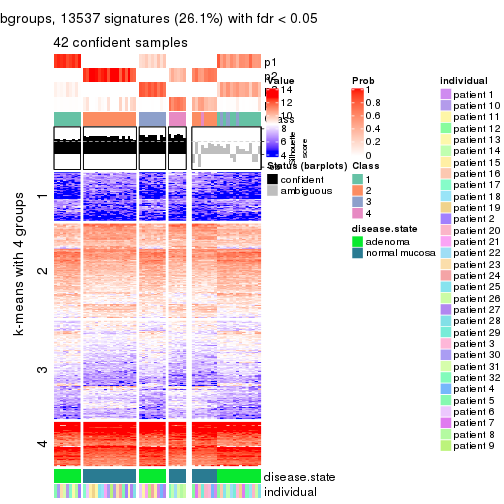 bgroups, 13537 signatures (26.1%) with fdr < 0.05
42 confident samples
p1
p2
Value
14
12
10
8
6
4
Prob
1
0.8
0.6
0.4
0.2
0
Silhouette
score
Status (barplots)
confident
ambiguous
Class
1
2
3
4
disease.state
adenoma
normal mucosa
individual
patient 1
patient 10
patient 11
patient 12
patient 13
patient 14
patient 15
patient 16
patient 17
patient 18
patient 19
patient 2
patient 20
patient 21
patient 22
patient 23
patient 24
patient 25
patient 26
patient 27
patient 28
patient 29
patient 3
patient 30
patient 31
patient 32
patient 4
patient 5
patient 6
patient 7
patient 8
patient 9
k-means with 4 groups
1
2
3
4
disease.state
individual